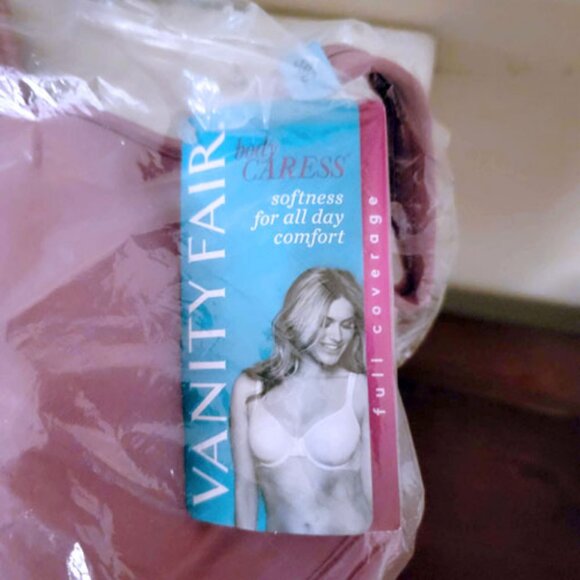 VANITY FAIR
body
CARESS
softness
for all day
comfort
full coverage